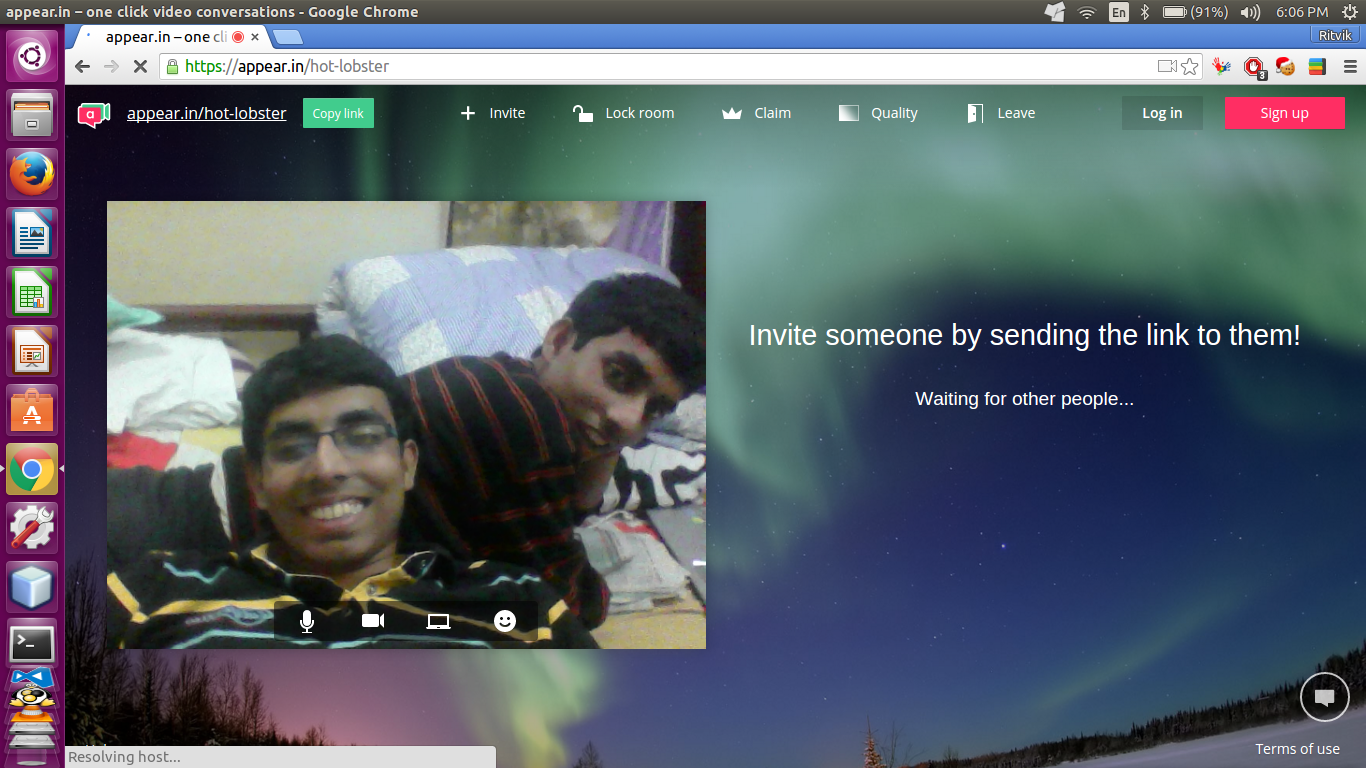 appear.in – one click video conversations - Google Chrome
En
(91%)
6:06 PM
appear.in – one cli
Ritvik
https://appear.in/hot-lobster
3
a
appear.in/hot-lobster
Copy link
Invite
Lock room
Claim
Quality
Leave
Log in
Sign up
Invite someone by sending the link to them!
Waiting for other people...
Resolving host...
Terms of use